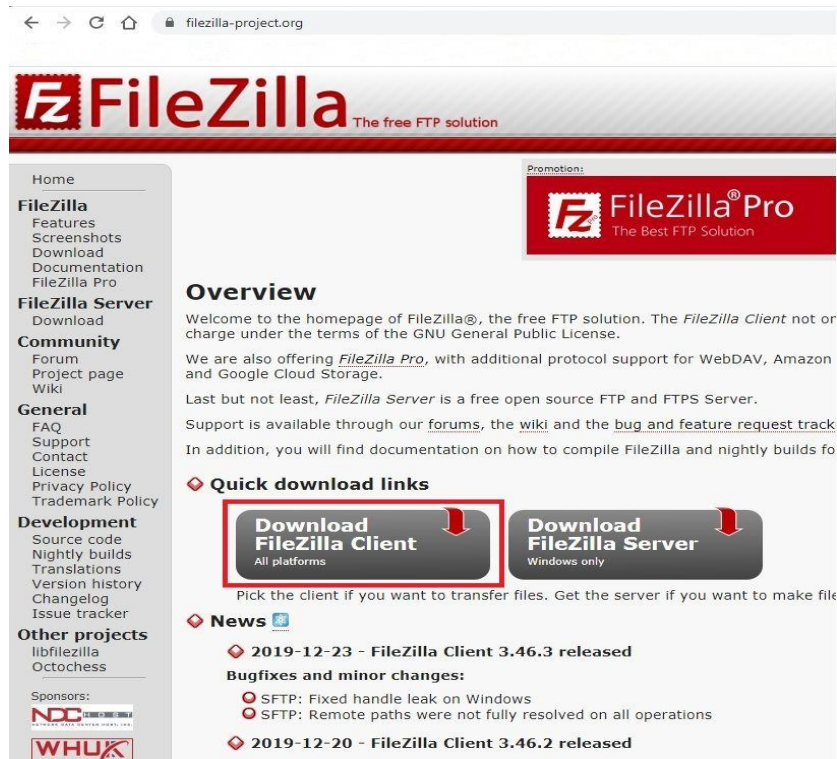 filezilla-project.org
Fz FileZilla The free FTP solution
Home
FileZilla
Features
Screenshots
Download
Documentation
FileZilla Pro
FileZilla Server
Download
Community
Forum
Project page
Wiki
General
FAQ
Support
Contact
License
Privacy Policy
Trademark Policy
Development
Source code
Nightly builds
Translations
Version history
Changelog
Issue tracker
Other projects
libfilezilla
Octochess
Sponsors:
NDCHOST
WHUK
Promotion:
Fz Pro FileZilla® Pro
The Best FTP Solution
Overview
Welcome to the homepage of FileZilla®, the free FTP solution. The FileZilla Client not or
charge under the terms of the GNU General Public License.
We are also offering FileZilla Pro, with additional protocol support for WebDAV, Amazon
and Google Cloud Storage.
Last but not least, FileZilla Server is a free open source FTP and FTPS Server.
Support is available through our forums, the wiki and the bug and feature request track
In addition, you will find documentation on how to compile FileZilla and nightly builds fo
Quick download links
Download
FileZilla Client
All platforms
Download
FileZilla Server
Windows only
Pick the client if you want to transfer files. Get the server if you want to make file
News
2019-12-23 - FileZilla Client 3.46.3 released
Bugfixes and minor changes:
SFTP: Fixed handle leak on Windows
SFTP: Remote paths were not fully resolved on all operations
2019-12-20 - FileZilla Client 3.46.2 released